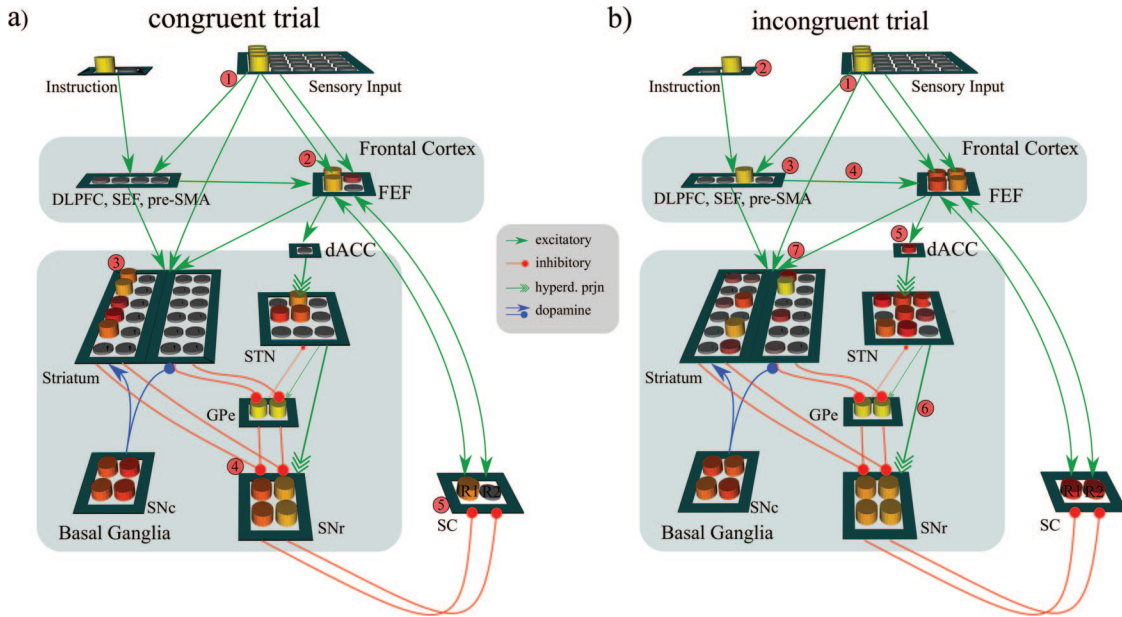 a)
congruent trial
Instruction
1
Sensory Input
Frontal Cortex
2
DLPFC, SEF, pre-SMA
FEF
dACC
3
STN
Striatum
GPe
4
SNc
SNr
Basal Ganglia
R1 R2
5
SC
excitatory
inhibitory
hyperd. prjn
dopamine
b)
incongruent trial
2
Instruction
1
Sensory Input
Frontal Cortex
3
4
DLPFC, SEF, pre-SMA
FEF
5
dACC
7
STN
Striatum
GPe
6
SNc
SNr
Basal Ganglia
R1 R2
SC